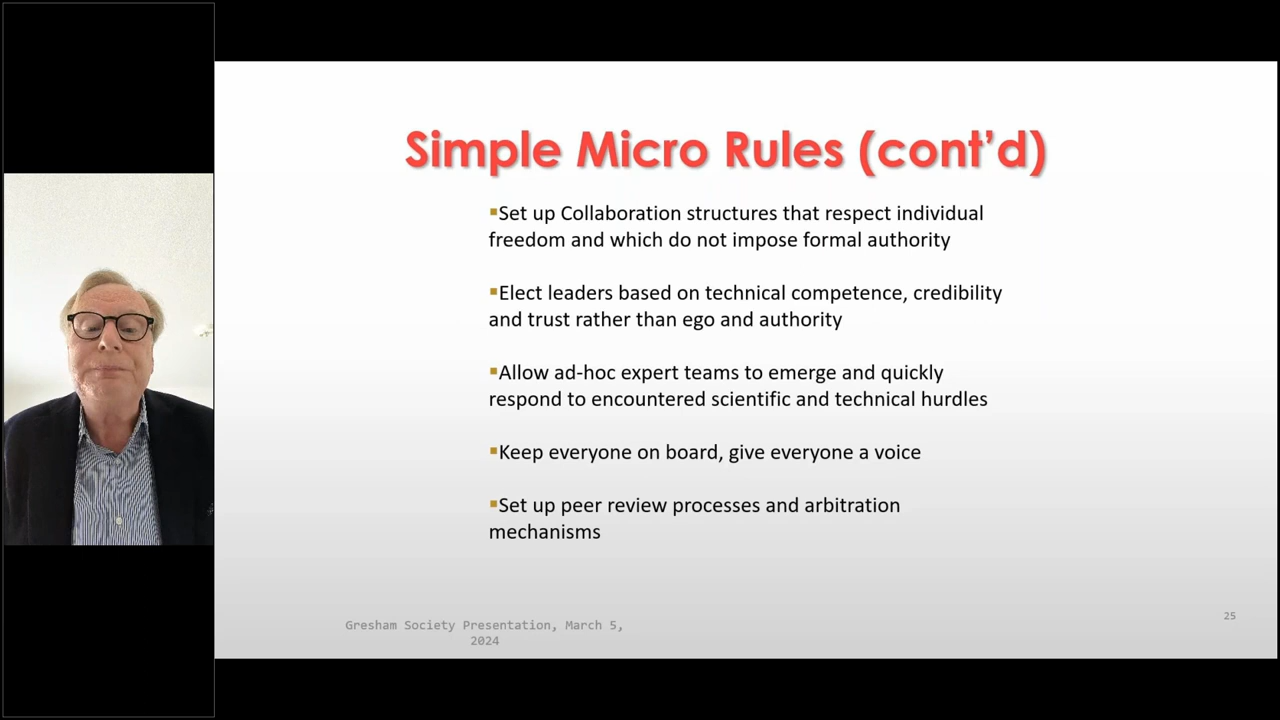 Simple Micro Rules (cont’d)
▪Set up Collaboration structures that respect individual
freedom and which do not impose formal authority
▪Elect leaders based on technical competence, credibility
and trust rather than ego and authority
▪Allow ad-hoc expert teams to emerge and quickly
respond to encountered scientific and technical hurdles
▪Keep everyone on board, give everyone a voice
▪Set up peer review processes and arbitration
mechanisms
Gresham Society Presentation, March 5,
2024
25